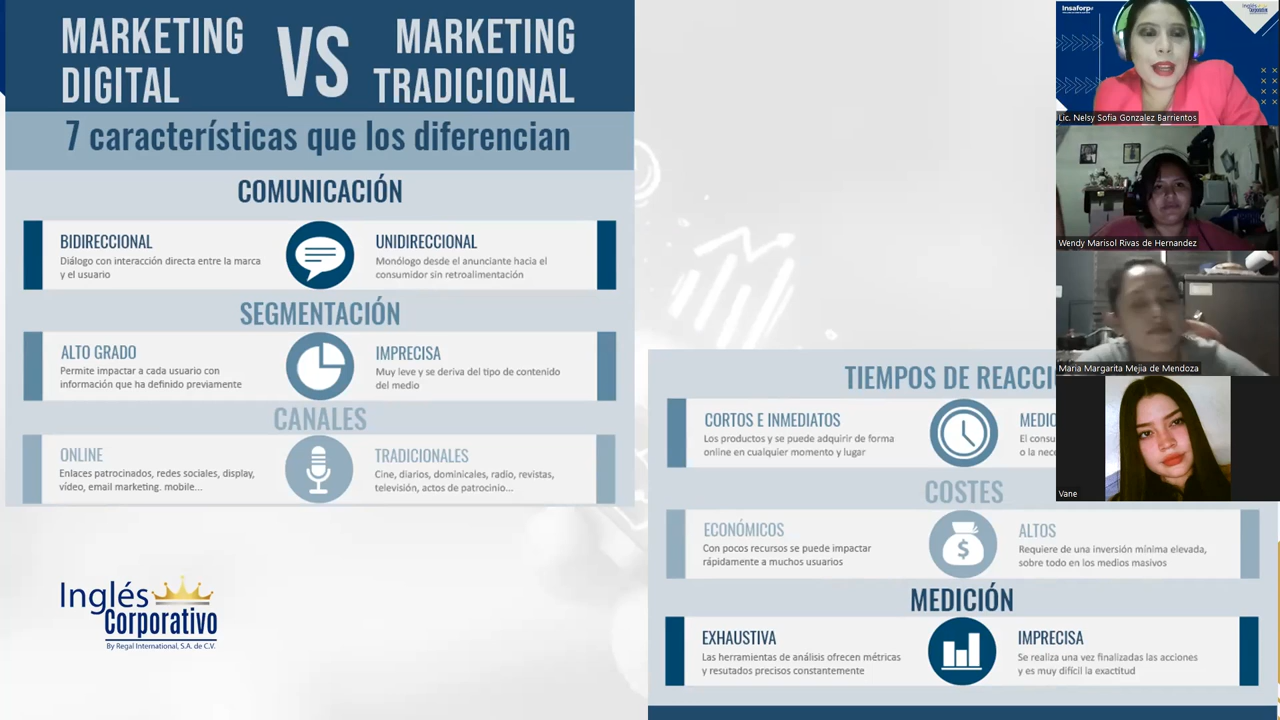 MARKETING
DIGITAL
VS
MARKETING
TRADICIONAL
7 características que los diferencian
COMUNICACIÓN
BIDIRECCIONAL
Diálogo con interacción directa entre la marca
y el usuario
UNIDIRECCIONAL
Monólogo desde el anunciante hacia el
consumidor sin retroalimentación
SEGMENTACIÓN
ALTO GRADO
Permite impactar a cada usuario con
información que ha definido previamente
IMPRECISA
Muy leve y se deriva del tipo de contenido
del medio
CANALES
ONLINE
Enlaces patrocinados, redes sociales, display,
vídeo, email marketing. mobile...
TRADICIONALES
Cine, diarios, dominicales, radio, revistas,
televisión, actos de patrocinio...
Inglés
Corporativo
By Regal International, S.A. de C.V.
TIEMPOS DE REACCI
CORTOS E INMEDIATOS
Los productos y se puede adquirir de forma
online en cualquier momento y lugar
MEDIO
El consu
o la nece
COSTES
ECONÓMICOS
Con pocos recursos se puede impactar
rápidamente a muchos usuarios
ALTOS
Requiere de una inversión mínima elevada,
sobre todo en los medios masivos
MEDICIÓN
EXHAUSTIVA
Las herramientas de análisis ofrecen métricas
y resutados precisos constantemente
IMPRECISA
Se realiza una vez finalizadas las acciones
y es muy difícil la exactitud
Insaforp
Lic. Nelsy Sofia Gonzalez Barrientos
Wendy Marisol Rivas de Hernandez
Maria Margarita Mejia de Mendoza
Vane